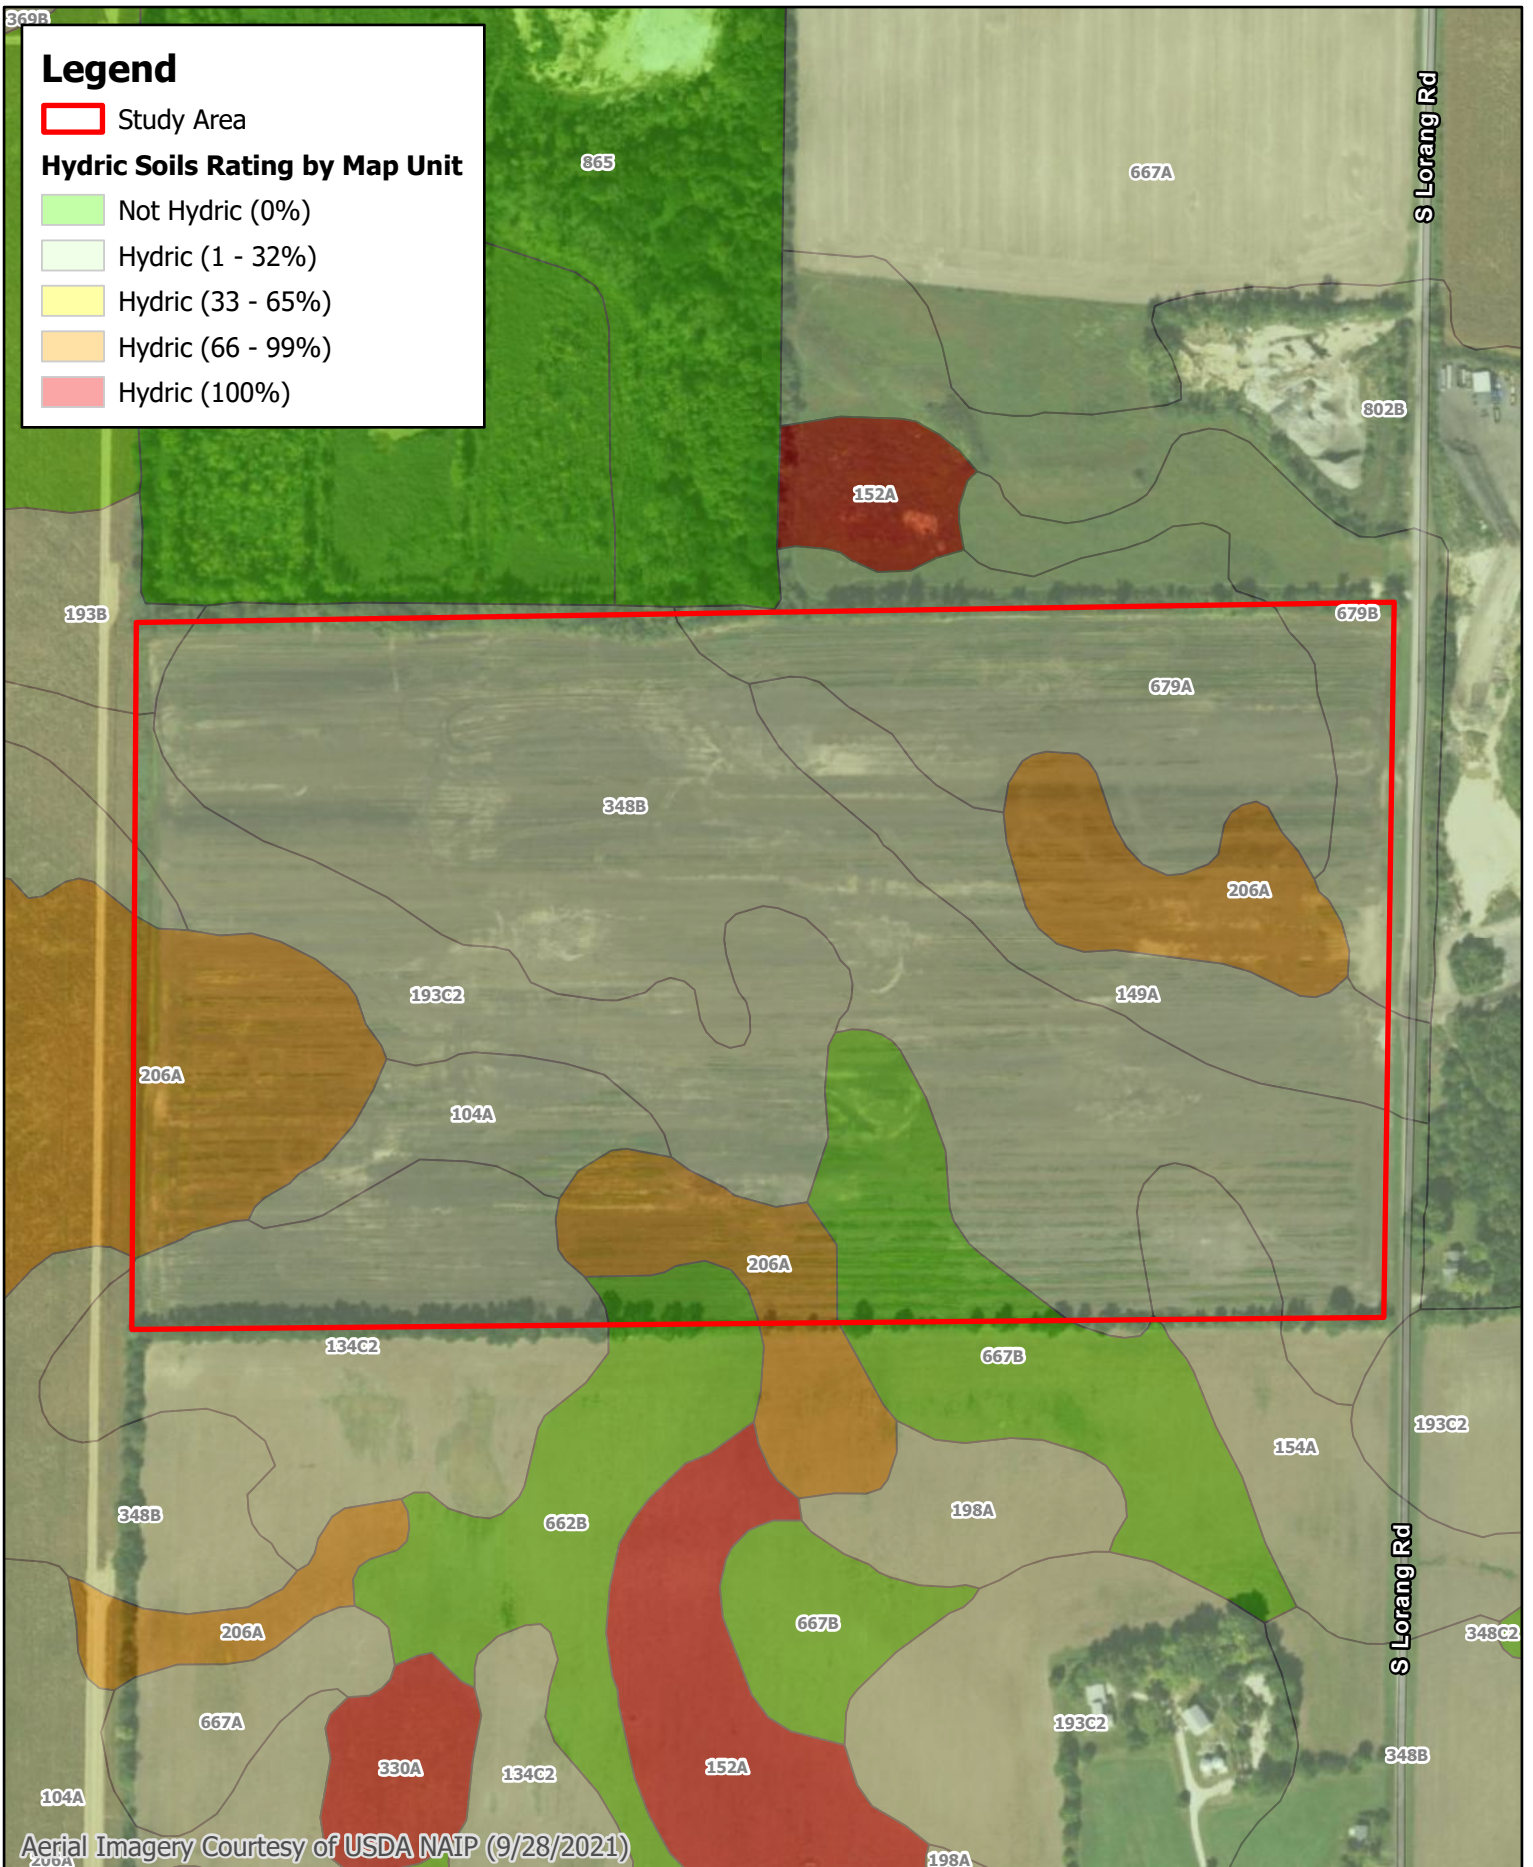 369B
Legend
Study Area
Hydric Soils Rating by Map Unit
Not Hydric (0%)
Hydric (1 - 32%)
Hydric (33 - 65%)
Hydric (66 - 99%)
Hydric (100%)
865
667A
S Lorang Rd
802B
152A
193B
679B
679A
348B
206A
193C2
149A
206A
104A
206A
134C2
667B
193C2
154A
348B
198A
662B
206A
667B
348C2
S Lorang Rd
667A
193C2
330A
134C2
152A
348B
104A
Aerial Imagery Courtesy of USDA NAIP (9/28/2021)
206A
198A